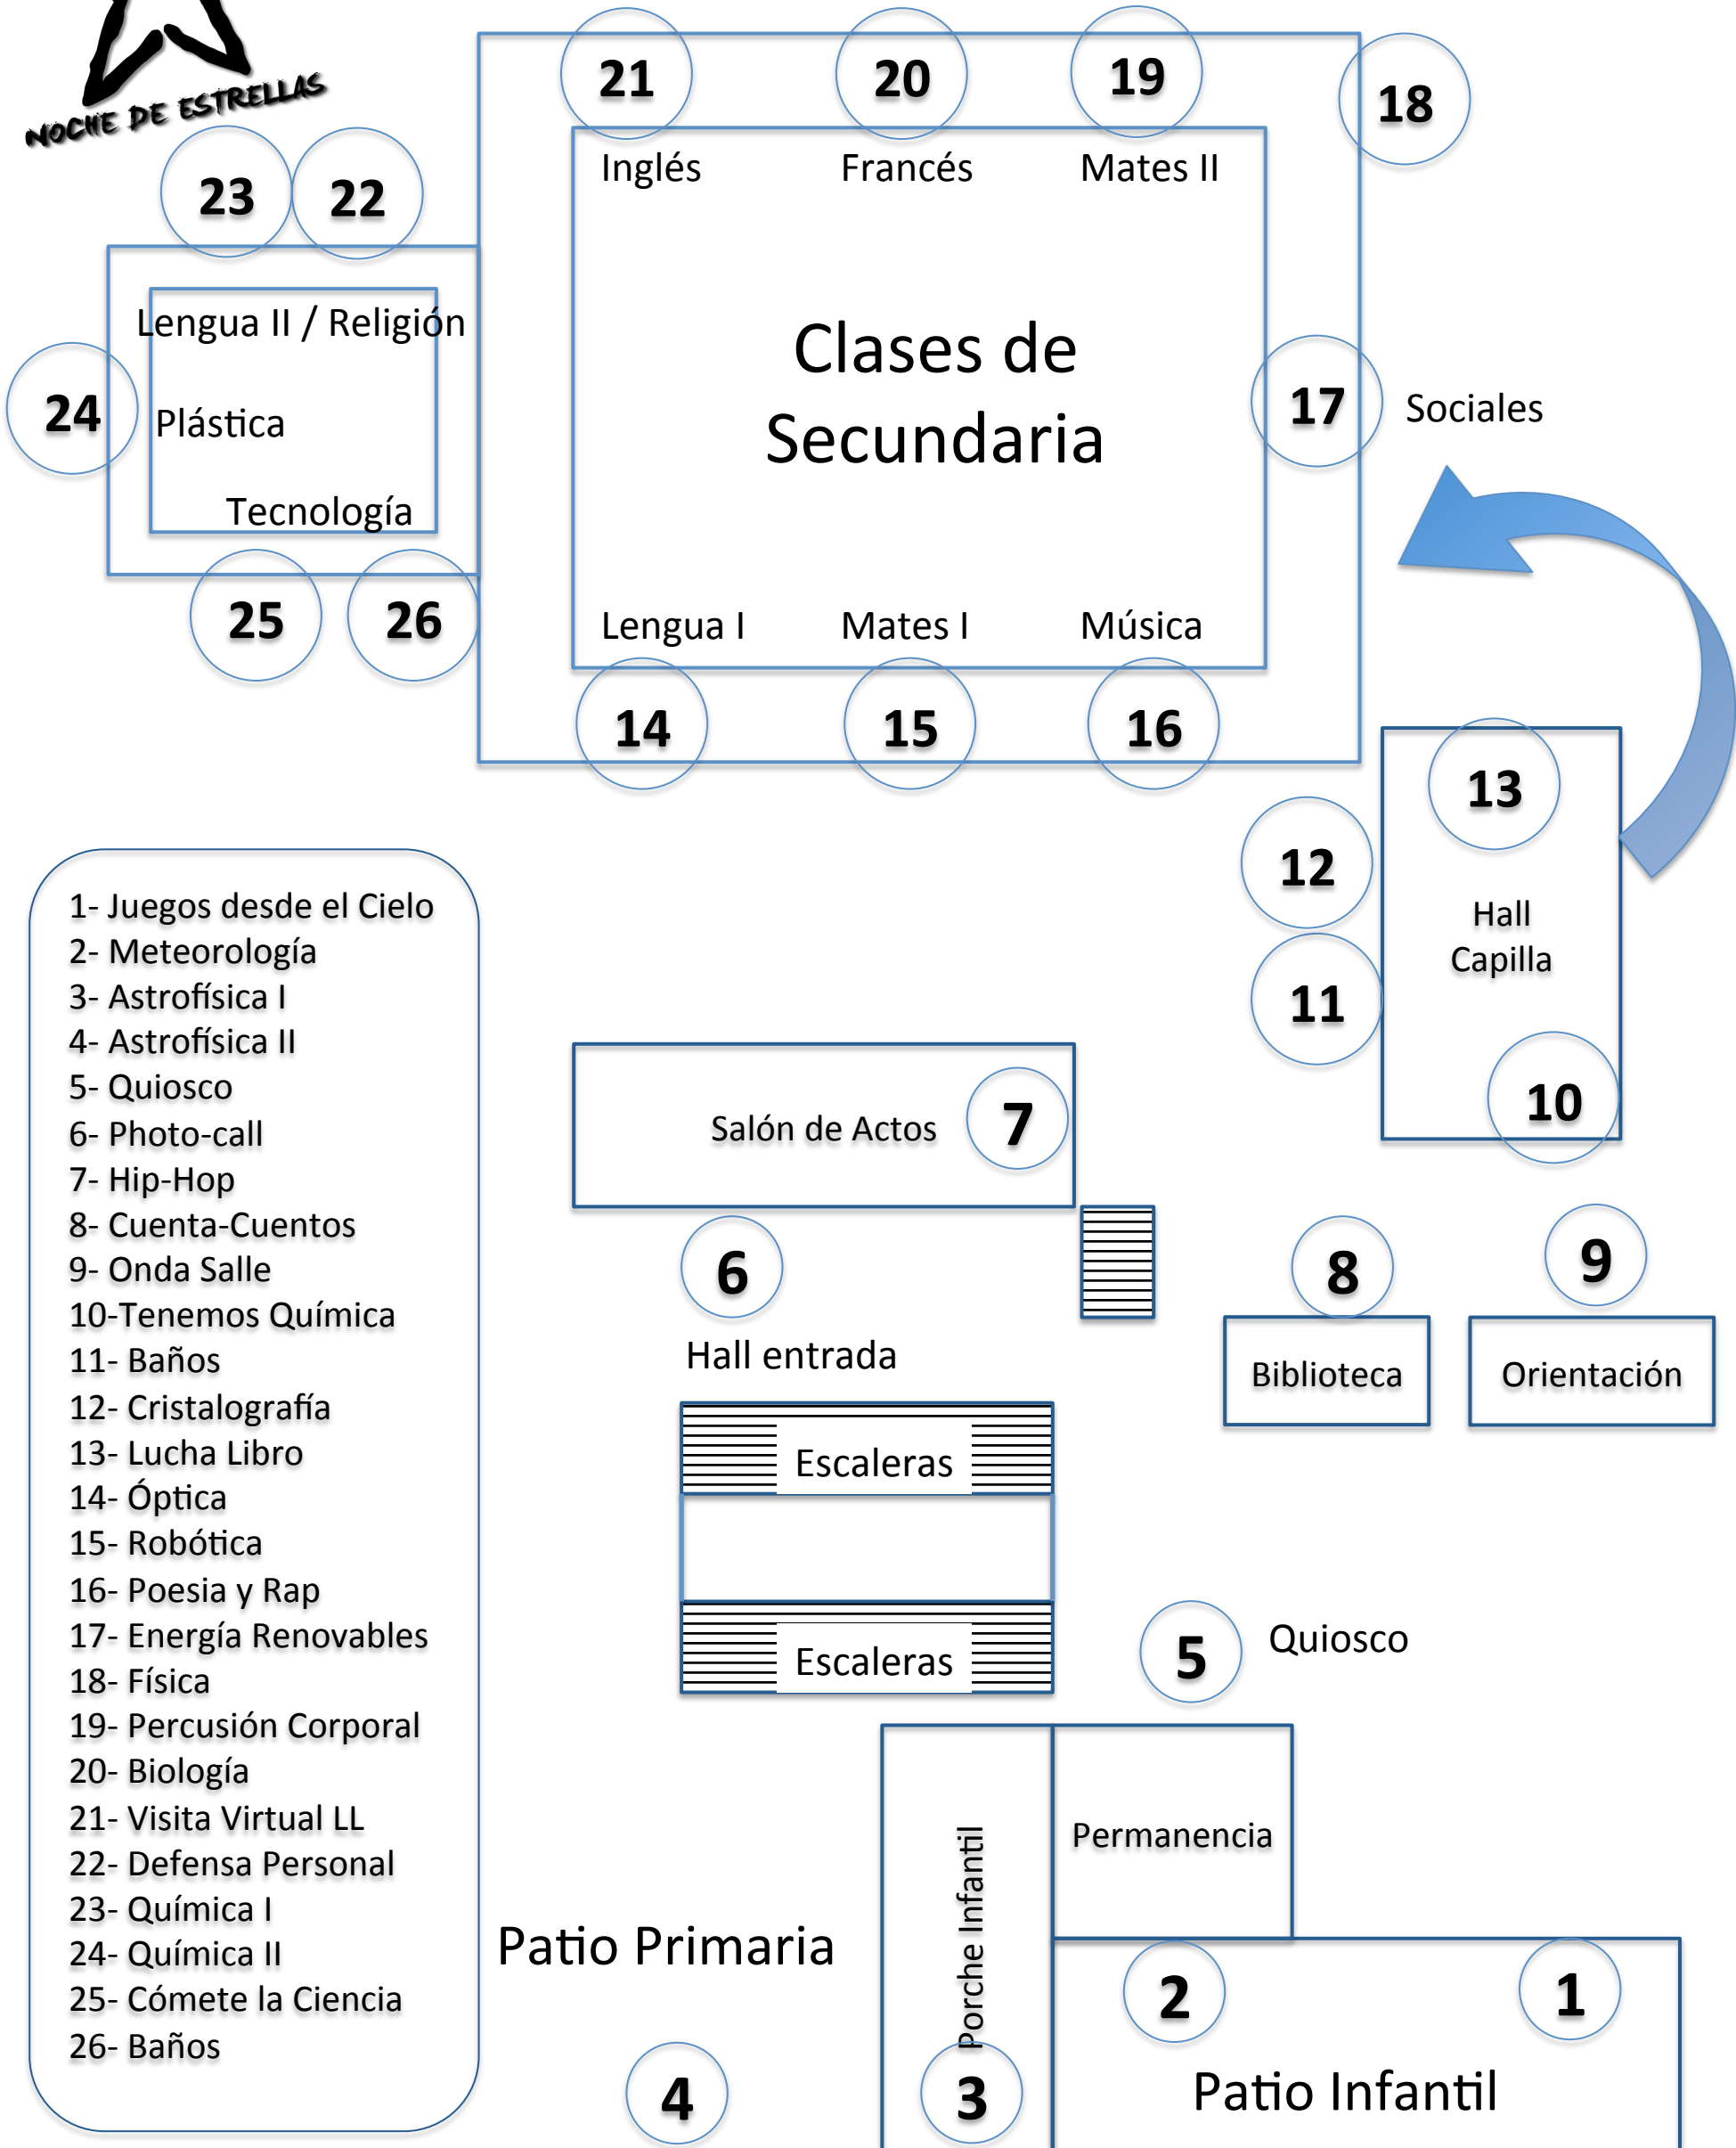 NOCHE DE ESTRELLAS
21
20
19
18
Inglés
Francés
Mates II
23
22
Lengua II / Religión
24
Plástica
Tecnología
25
26
Clases de
Secundaria
17
Sociales
Lengua I
Mates I
Música
14
15
16
13
12
Hall
Capilla
11
10
1- Juegos desde el Cielo
2- Meteorología
3- Astrofísica I
4- Astrofísica II
5- Quiosco
6- Photo-call
7- Hip-Hop
8- Cuenta-Cuentos
9- Onda Salle
10-Tenemos Química
11- Baños
12- Cristalografía
13- Lucha Libro
14- Óptica
15- Robótica
16- Poesia y Rap
17- Energía Renovables
18- Física
19- Percusión Corporal
20- Biología
21- Visita Virtual LL
22- Defensa Personal
23- Química I
24- Química II
25- Cómete la Ciencia
26- Baños
Salón de Actos
7
6
8
9
Hall entrada
Biblioteca
Orientación
Escaleras
Escaleras
5
Quiosco
Permanencia
Porche Infantil
Patio Primaria
2
1
4
3
Patio Infantil